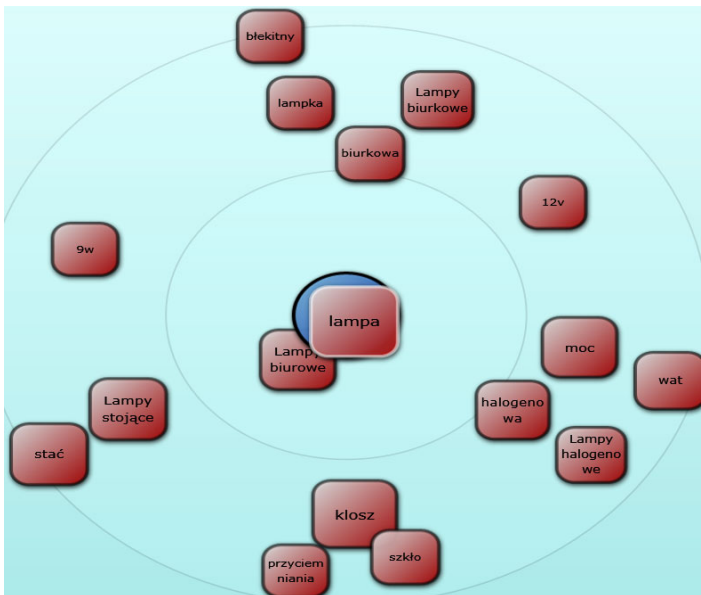 błekitny
lampka
Lampy
biurkowe
biurkowa
12v
9w
lampa
Lampy
biurowe
moc
wat
Lampy
stojące
halogeno
wa
stać
Lampy
halogeno
we
klosz
szkło
przyciem
niania